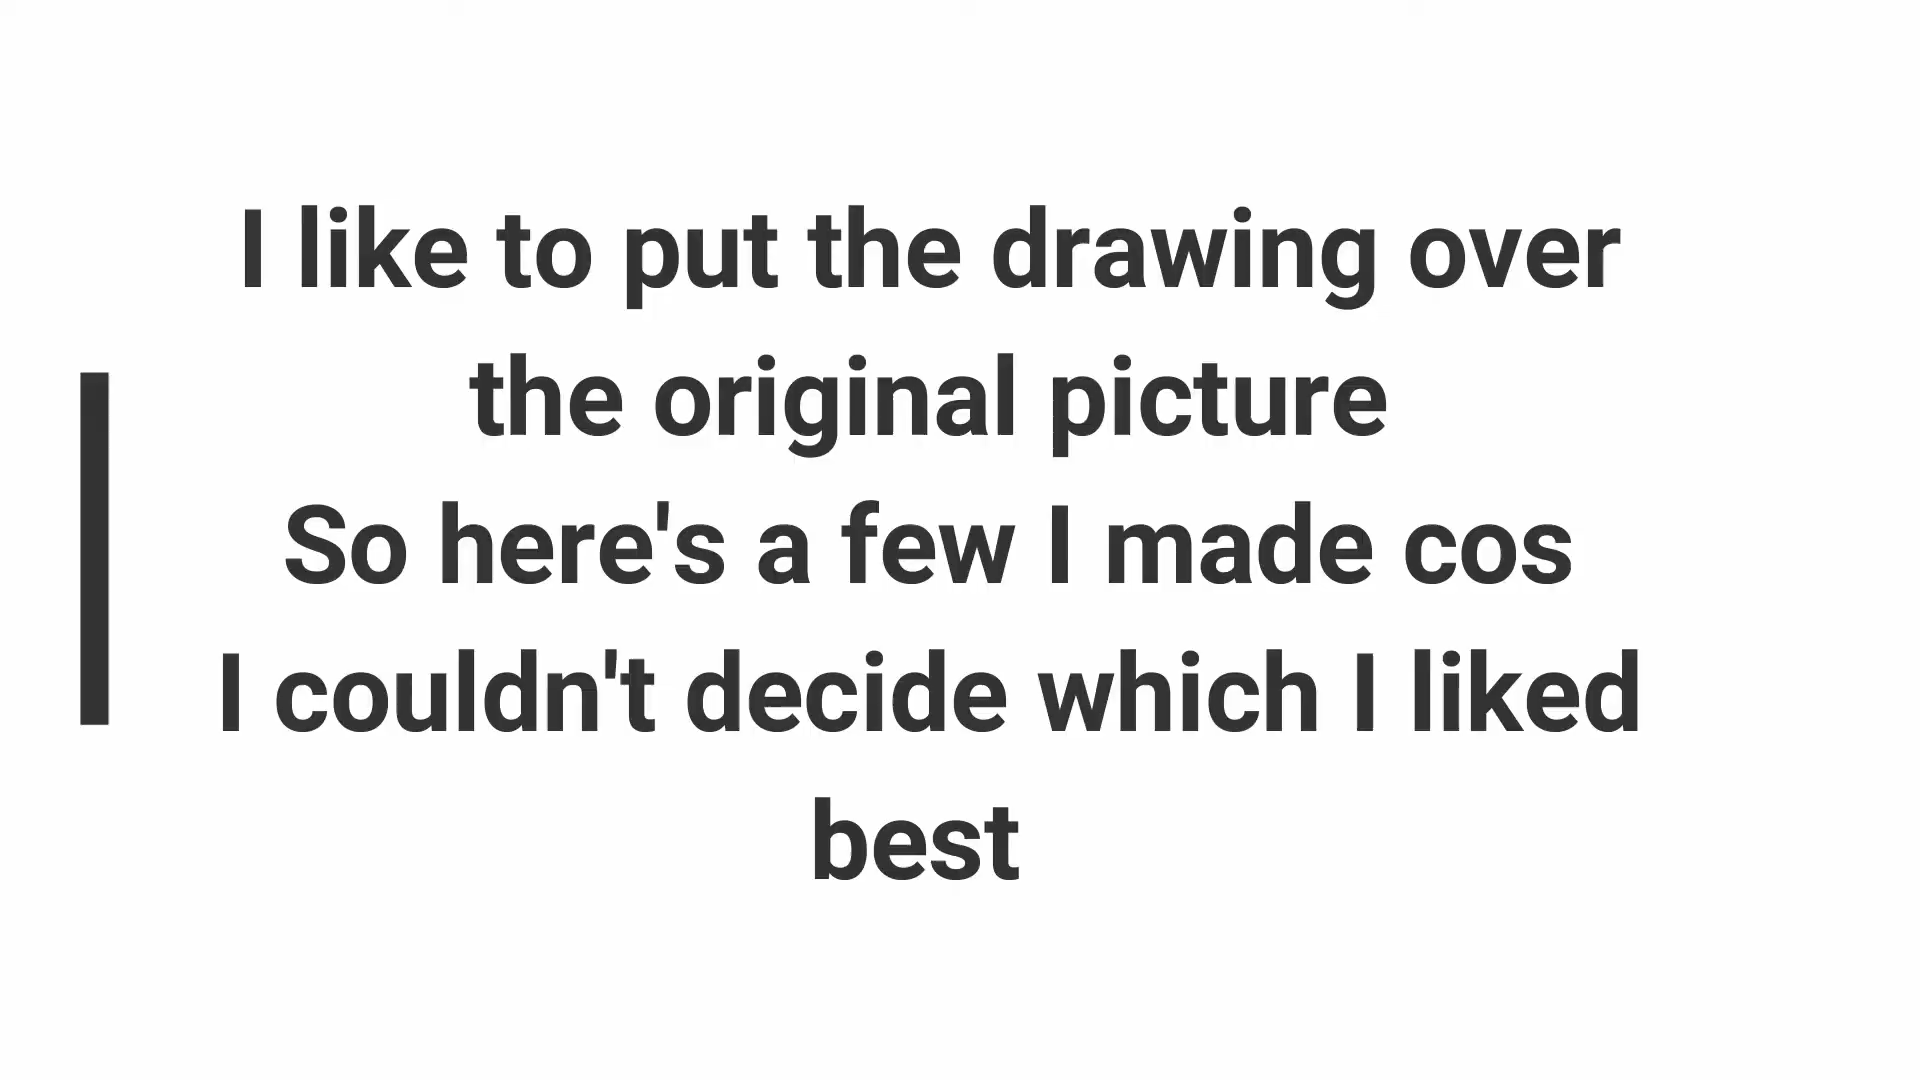 I like to put the drawing over
the original picture
So here's a few I made cos
I couldn't decide which I liked
best